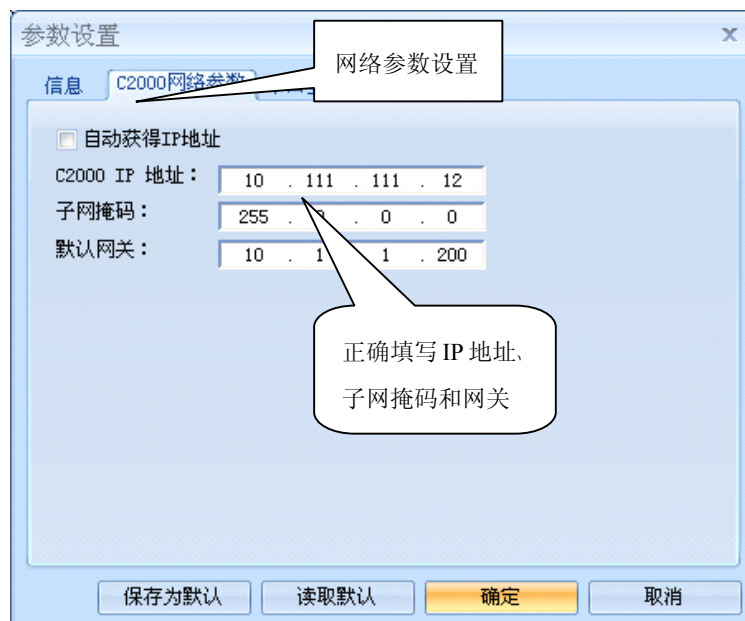 参数设置
网络参数设置
信息
C2000网络参数
自动获得IP地址
C2000 IP 地址：
10 . 111 . 111 . 12
子网掩码：
255 . 0 . 0 . 0
默认网关：
10 . 1 . 1 . 200
正确填写 IP 地址、
子网掩码和网关
保存为默认
读取默认
确定
取消